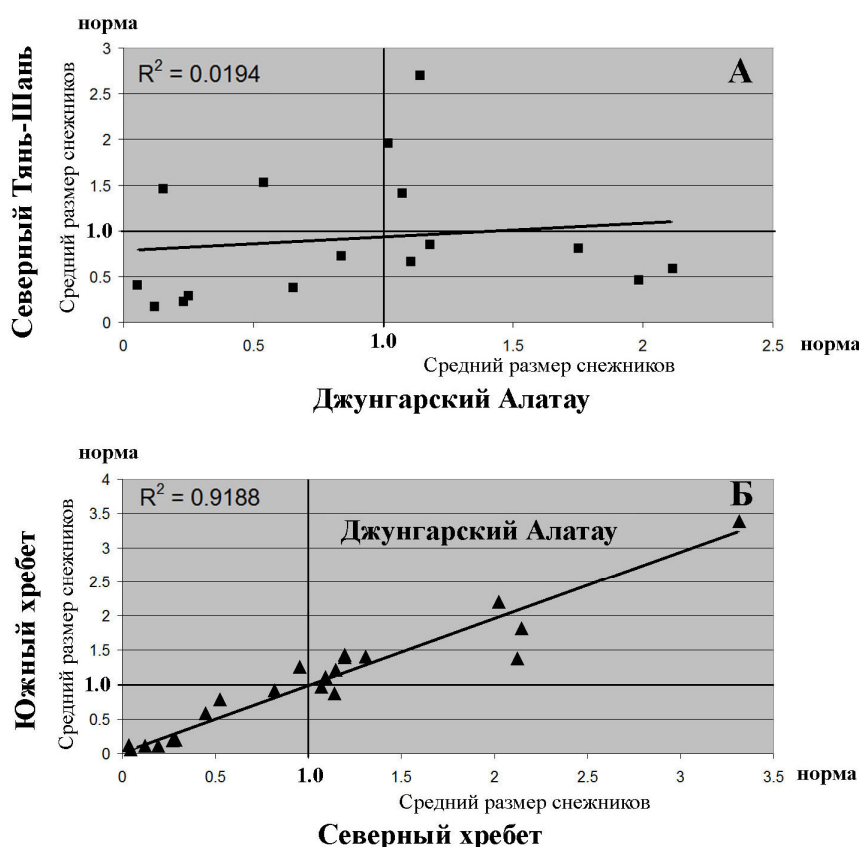 норма
3
R² = 0.0194
А
2.5
2
1.5
1.0
0.5
0
Северный Тянь-Шань
Средний размер снежников
0 0.5 1.0 1.5 2 2.5 норма
Средний размер снежников
Джунгарский Алатау
норма
4
R² = 0.9188
Б
Джунгарский Алатау
3.5
3
2.5
2
1.5
1.0
0.5
0
Южный хребет
Средний размер снежников
0 0.5 1.0 1.5 2 2.5 3 3.5 норма
Средний размер снежников
Северный хребет